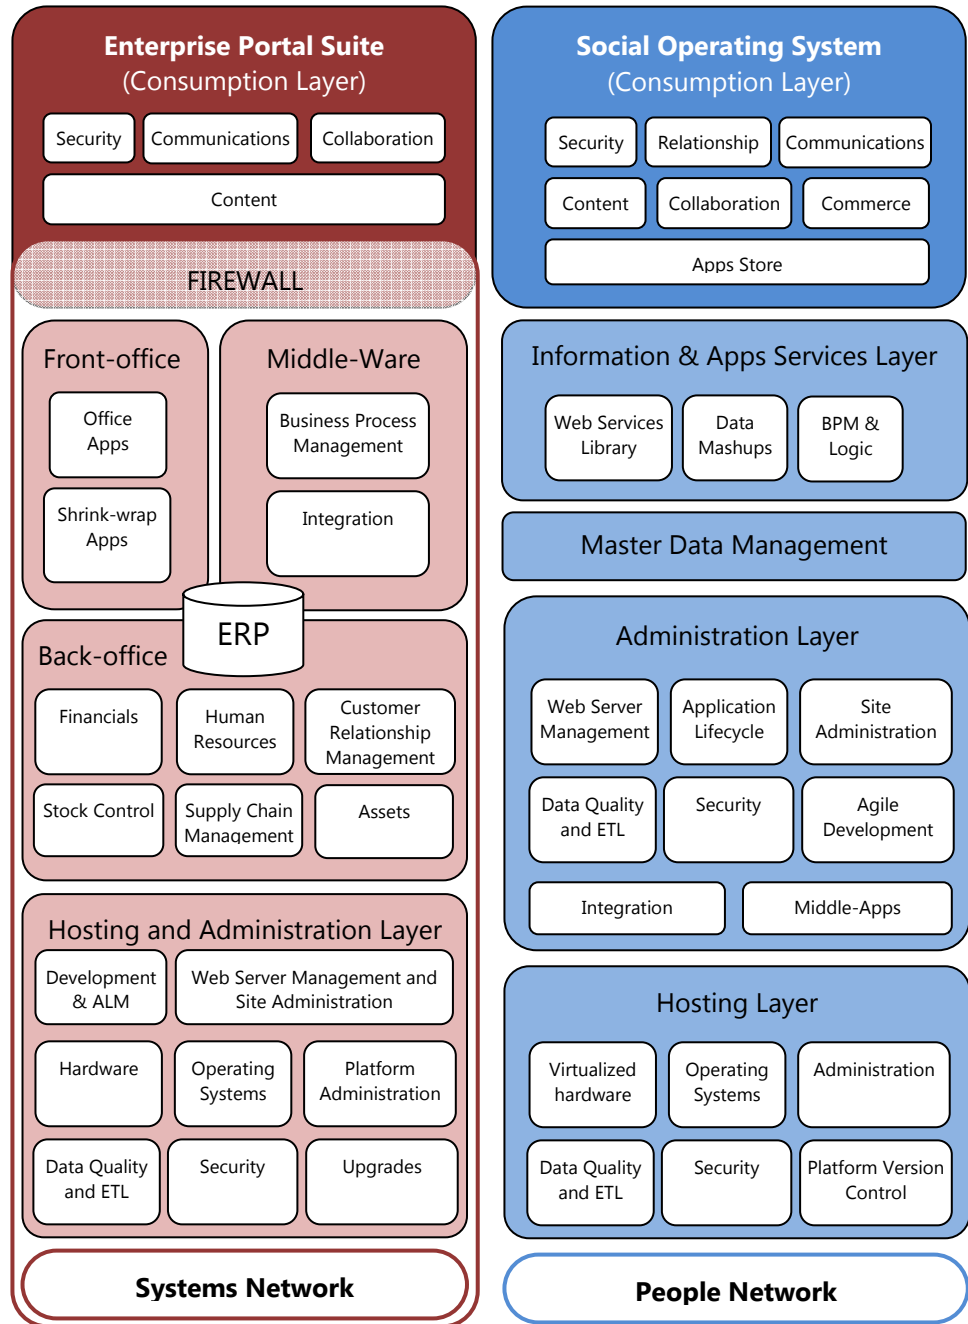 Enterprise Portal Suite
(Consumption Layer)
Security
Communications
Collaboration
Content
FIREWALL
Front-office
Office
Apps
Shrink-wrap
Apps
Middle-Ware
Business Process
Management
Integration
ERP
Back-office
Financials
Human
Resources
Customer
Relationship
Management
Stock Control
Supply Chain
Management
Assets
Hosting and Administration Layer
Development
& ALM
Web Server Management and
Site Administration
Hardware
Operating
Systems
Platform
Administration
Data Quality
and ETL
Security
Upgrades
Systems Network
Social Operating System
(Consumption Layer)
Security
Relationship
Communications
Content
Collaboration
Commerce
Apps Store
Information & Apps Services Layer
Web Services
Library
Data
Mashups
BPM &
Logic
Master Data Management
Administration Layer
Web Server
Management
Application
Lifecycle
Site
Administration
Data Quality
and ETL
Security
Agile
Development
Integration
Middle-Apps
Hosting Layer
Virtualized
hardware
Operating
Systems
Administration
Data Quality
and ETL
Security
Platform Version
Control
People Network